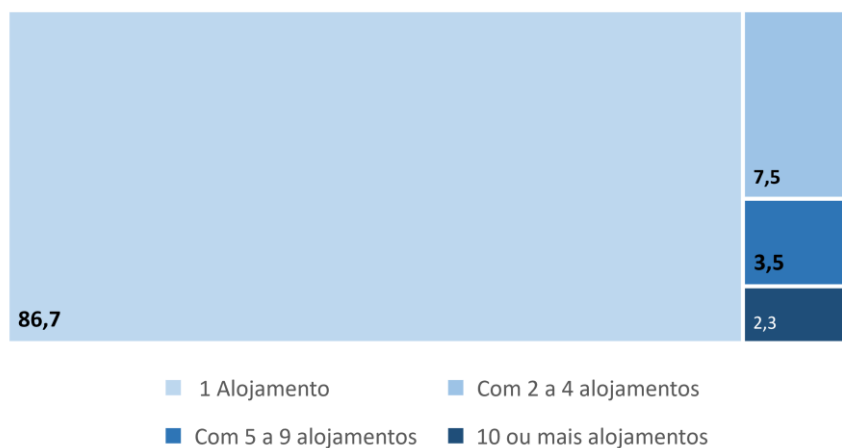 7,5
3,5
86,7
2,3
1 Alojamento
Com 2 a 4 alojamentos
Com 5 a 9 alojamentos
10 ou mais alojamentos